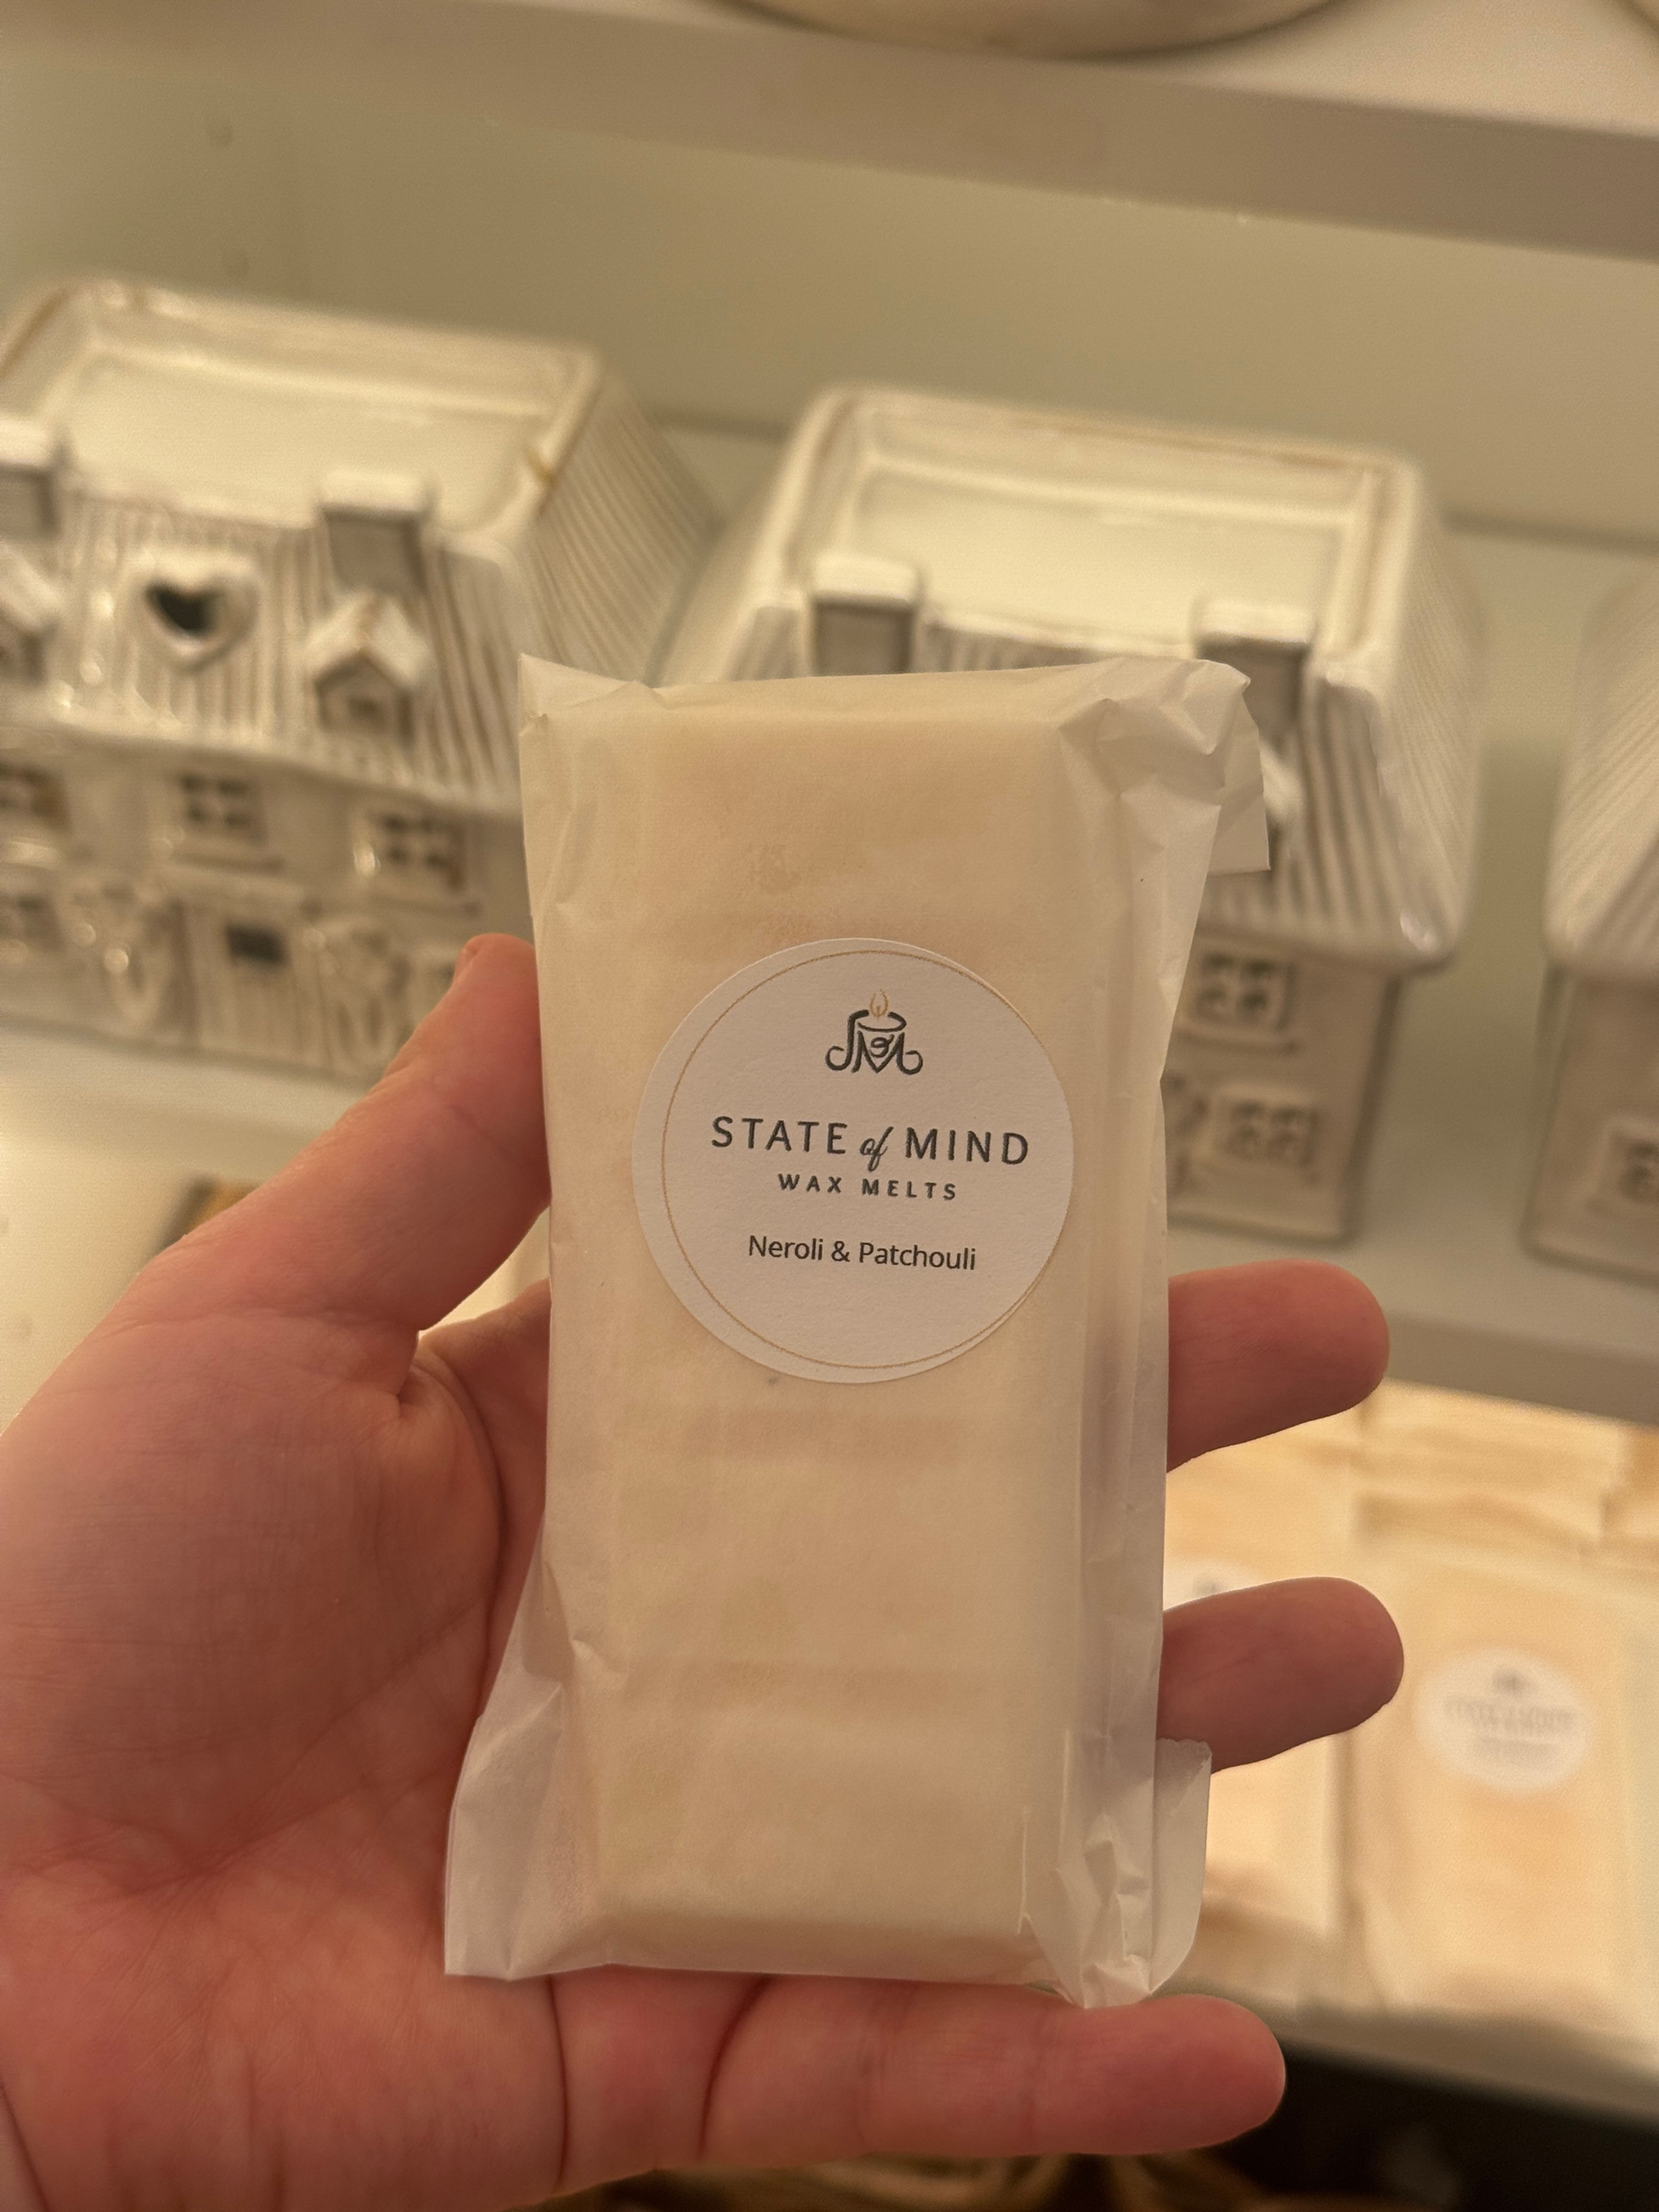 STATE of MIND
WAX MELTS
Neroli & Patchouli